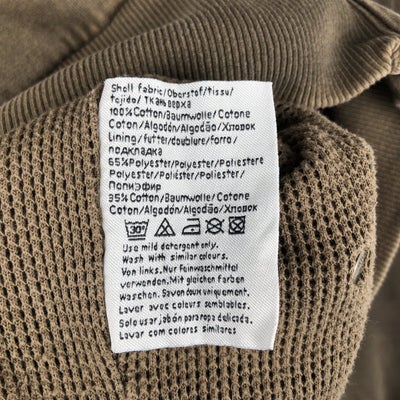 Shell fabric/Oberstof/tissu/
tejido/Ткань верха
100% Cotton/Baumwolle/Cotone
Coton/Algodón/Algodão/Хлопок
Lining/futter/doublure/forro/
подкладка
65% Polyester/Polyester/Poliestere
Polyester/Poliéster/Poliéster/
Полиэфир
35% Cotton/Baumwolle/Cotone
Coton/Algodón/Algodão/Хлопок
30°
Use mild detergent only.
Wash with similar colours.
Von links. Nur Feinwaschmittel
verwenden. Mit gleichen farben
Waschen. Savon doux uniquement.
Laver avec couleurs semblables.
Solo usar jabón para ropa delicada.
Lavar con colores similares